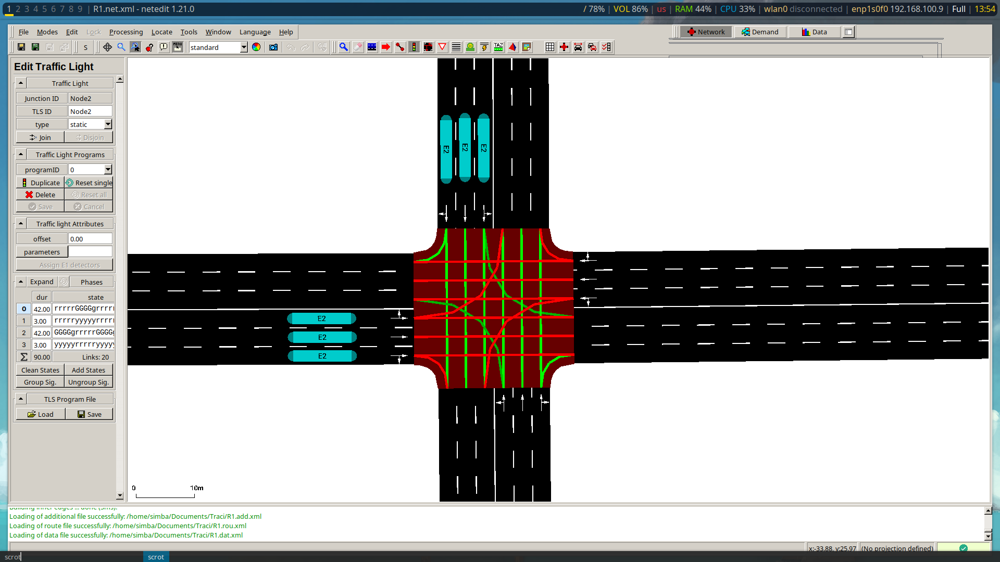 1 2 3 4 5 6 7 8 9 | R1.net.xml - netedit 1.21.0
/ 78% | VOL 86% | us | RAM 44% | CPU 33% | wlan0 disconnected | enp1s0f0 192.168.100.9 | Full | 13:54
File Modes Edit Lock Processing Locate Tools Window Language Help
Network Demand Data
S
MENU
standard
TAZ
Edit Traffic Light
Traffic Light
Junction ID Node2
TLS ID Node2
type static
Join Disjoin
Traffic Light Programs
programID 0
Duplicate Reset single
Delete Reset all
Save Cancel
Traffic light Attributes
offset 0.00
parameters
Assign E1 detectors
Expand Phases
dur state
0 42.00 rrrrrGGGGgrrrr
1 3.00 rrrrryyyyyrrrr
2 42.00 GGGGgrrrrrGGGG
3 3.00 yyyyyrrrrryyyy
Σ 90.00 Links: 20
Clean States Add States
Group Sig. Ungroup Sig.
TLS Program File
Load Save
E2 E2 E2
E2
E2
E2
0 10m
Building inner edges ... done (5ms).
Loading of additional file successfully: /home/simba/Documents/Traci/R1.add.xml
Loading of route file successfully: /home/simba/Documents/Traci/R1.rou.xml
Loading of data file successfully: /home/simba/Documents/Traci/R1.dat.xml
x:-33.88, y:25.97 (No projection defined)
scrot scrot